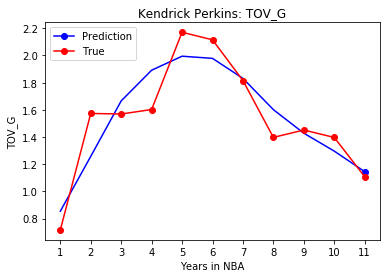 Kendrick Perkins: TOV_G
Prediction
True
TOV_G
2.2
2.0
1.8
1.6
1.4
1.2
1.0
0.8
1 2 3 4 5 6 7 8 9 10 11
Years in NBA